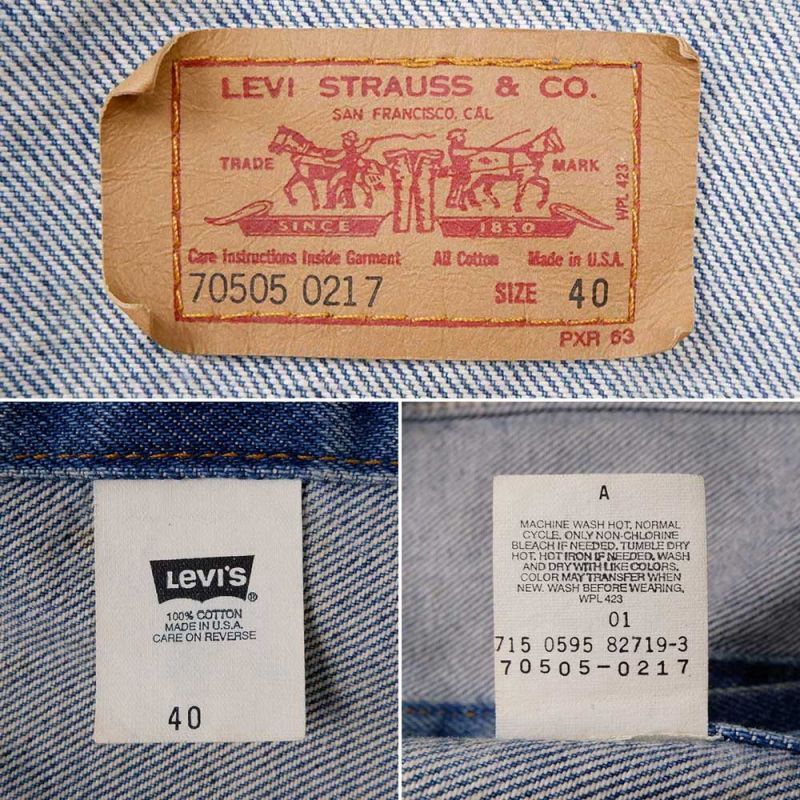 LEVI STRAUSS & CO.
SAN FRANCISCO, CAL
TRADE MARK
WPL 423
SINCE 1850
Care Instructions Inside Garment All Cotton Made in U.S.A.
70505 0217 SIZE 40
PXR 63
LEVI'S ®
100% COTTON
MADE IN U.S.A.
CARE ON REVERSE
40
A
MACHINE WASH HOT, NORMAL
CYCLE. ONLY NON-CHLORINE
BLEACH IF NEEDED. TUMBLE DRY
HOT. HOT IRON IF NEEDED. WASH
AND DRY WITH LIKE COLORS.
COLOR MAY TRANSFER WHEN
NEW. WASH BEFORE WEARING.
WPL 423
01
715 0595 82719-3
70505-0217